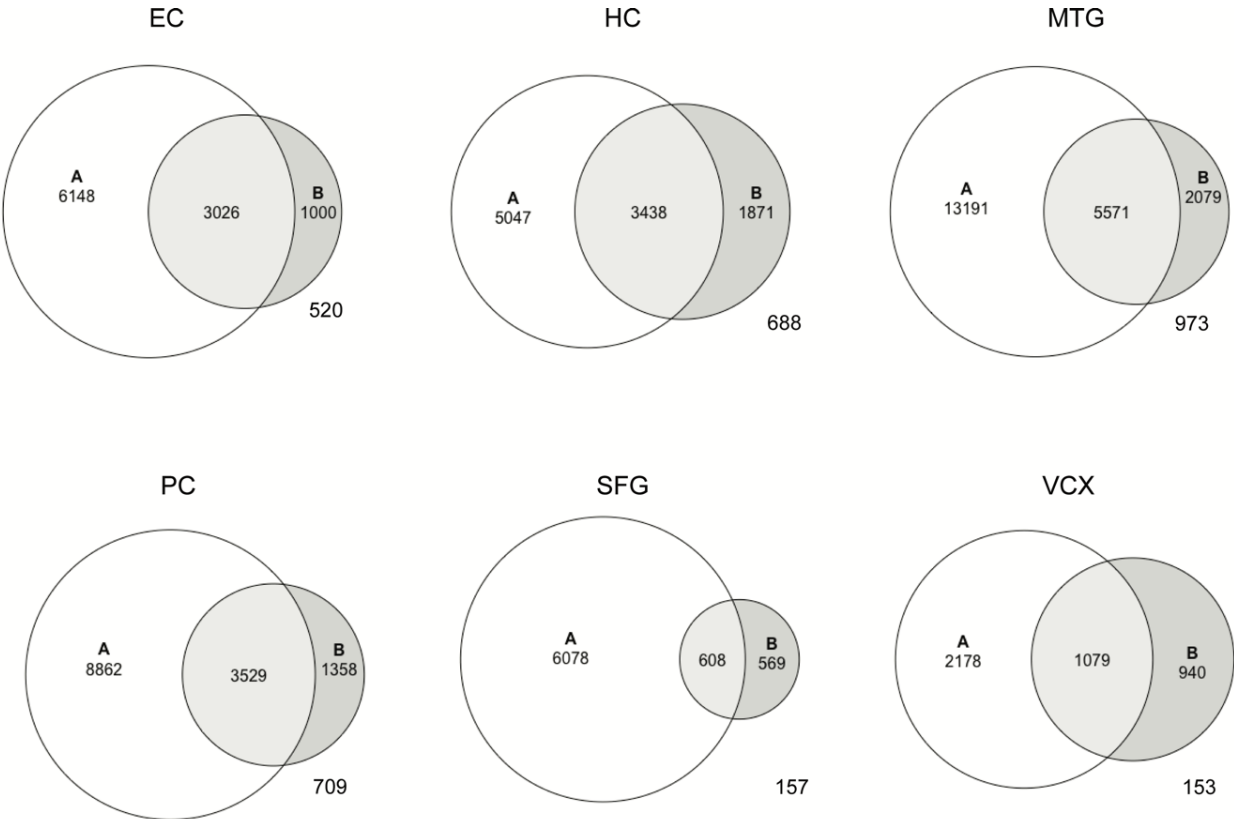 EC
A
6148
3026
B
1000
520
HC
A
5047
3438
B
1871
688
MTG
A
13191
5571
B
2079
973
PC
A
8862
3529
B
1358
709
SFG
A
6078
608
B
569
157
VCX
A
2178
1079
B
940
153